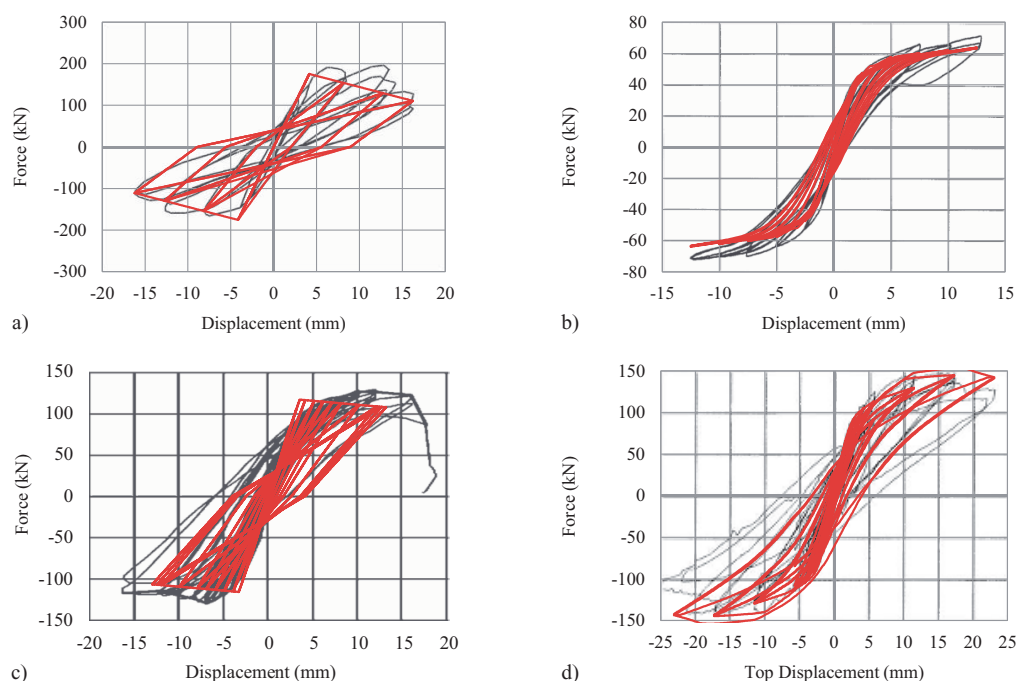 300
200
100
0
-100
200
300
-20 -15 -10 -5 0 5 10 15 20
Force (kN)
Displacement (mm)
a)
80
60
40
20
0
-20
-40
-60
80
-15 -10 -5 0 5 10 15
Force (kN)
Displacement (mm)
b)
150
100
50
0
-50
-100
-150
-20 -15 -10 -5 0 5 10 15 20
Force (kN)
Displacement (mm)
c)
150
100
50
0
-50
-100
-150
-25 -20 -15 -10 -5 0 5 10 15 20 25
Force (kN)
Top Displacement (mm)
d)